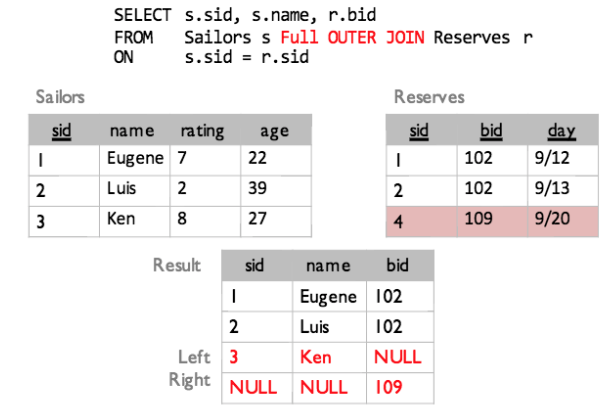 SELECT s.sid, s.name, r.bid
FROM Sailors s Full OUTER JOIN Reserves r
ON s.sid = r.sid
Sailors
sid name rating age
1 Eugene 7 22
2 Luis 2 39
3 Ken 8 27
Reserves
sid bid day
1 102 9/12
2 102 9/13
4 109 9/20
Result
sid name bid
1 Eugene 102
2 Luis 102
Left 3 Ken NULL
Right NULL NULL 109